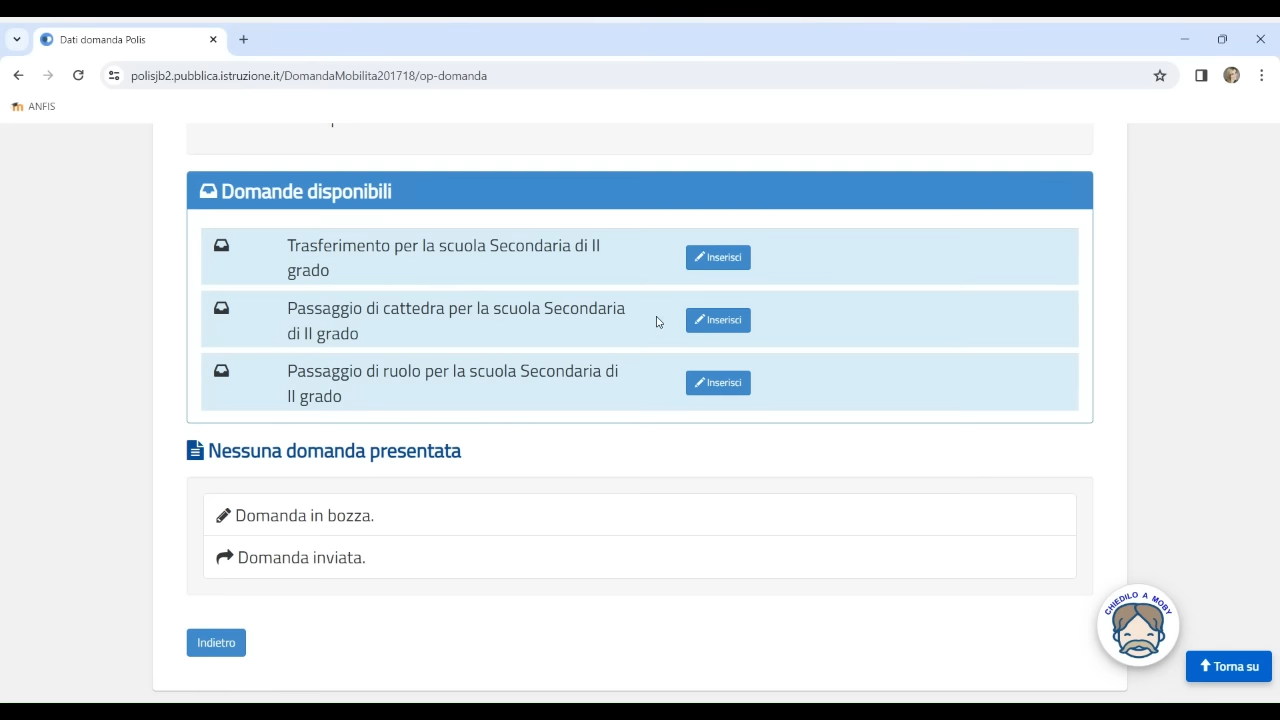 Dati domanda Polis
polisjb2.pubblica.istruzione.it/DomandaMobilita201718/op-domanda
ANFIS
Domande disponibili
Trasferimento per la scuola Secondaria di II
grado
Inserisci
Passaggio di cattedra per la scuola Secondaria
di II grado
Inserisci
Passaggio di ruolo per la scuola Secondaria di
II grado
Inserisci
Nessuna domanda presentata
Domanda in bozza.
Domanda inviata.
CHIEDILO A MOBY
Indietro
Torna su